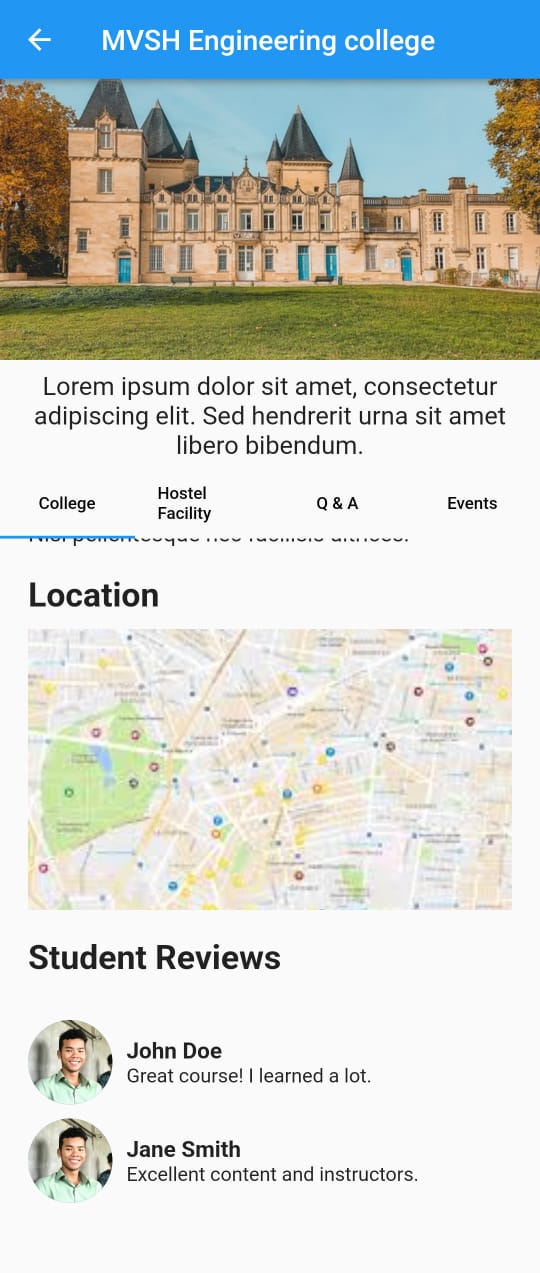 MVSH Engineering college
Lorem ipsum dolor sit amet, consectetur
adipiscing elit. Sed hendrerit urna sit amet
libero bibendum.
College
Hostel
Facility
Q & A
Events
Location
Student Reviews
John Doe
Great course! I learned a lot.
Jane Smith
Excellent content and instructors.